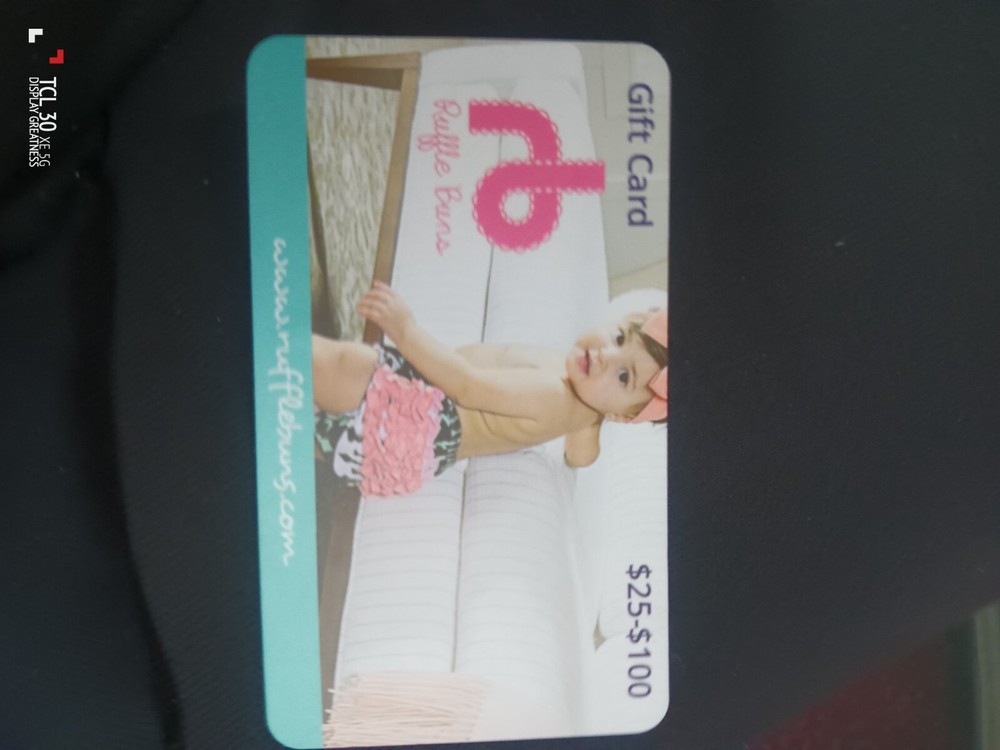 Gift Card
$25-$100
rb
Ruffle Buns
www.rufflebuns.com
TCL 30 XE 5G
DISPLAY GREATNESS